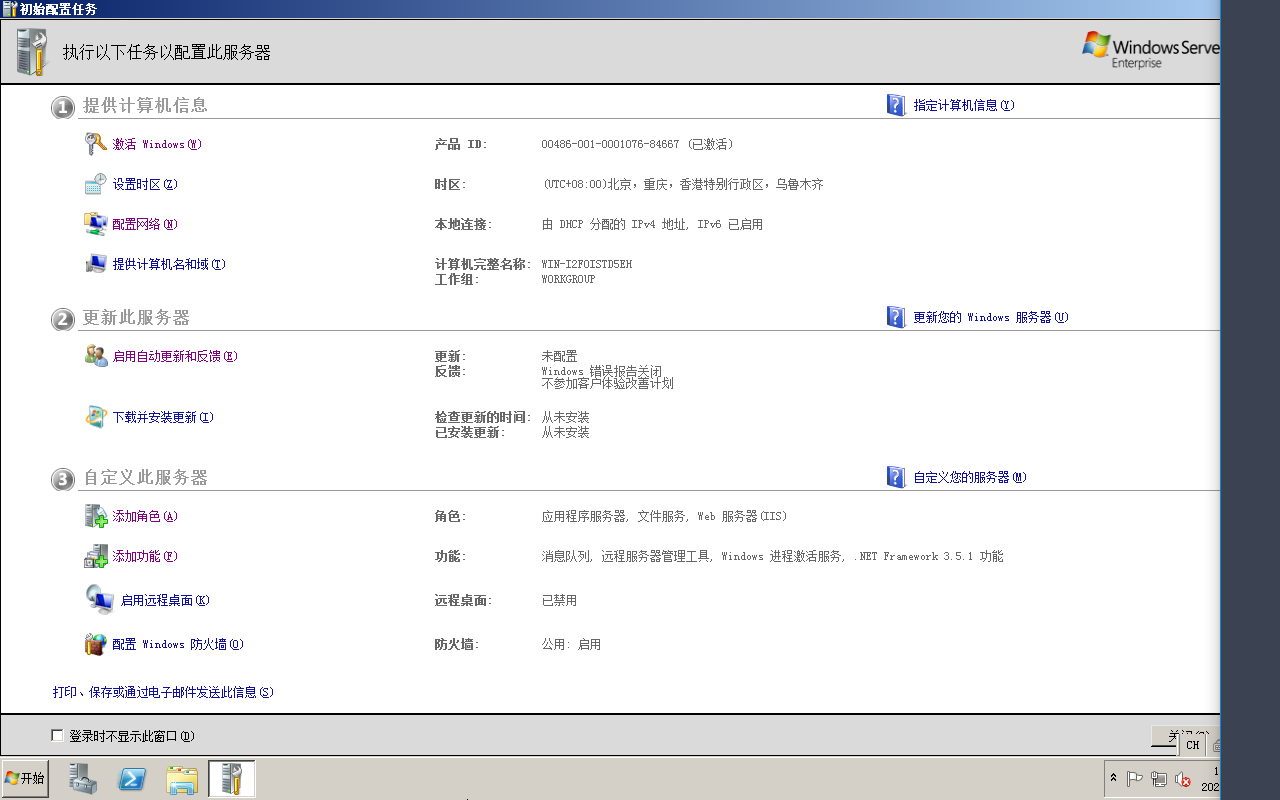 初始配置任务
执行以下任务以配置此服务器
Windows Serve
Enterprise
1 提供计算机信息
指定计算机信息(Y)
激活 Windows(W) 产品 ID: 00486-001-0001076-84667 (已激活)
设置时区(Z) 时区: (UTC+08:00)北京，重庆，香港特别行政区，乌鲁木齐
配置网络(N) 本地连接: 由 DHCP 分配的 IPv4 地址, IPv6 已启用
提供计算机名和域(T) 计算机完整名称: WIN-I2FOISTD5EH
工作组: WORKGROUP
2 更新此服务器
更新您的 Windows 服务器(U)
启用自动更新和反馈(E) 更新: 未配置
反馈: Windows 错误报告关闭
不参加客户体验改善计划
下载并安装更新(I) 检查更新的时间: 从未安装
已安装更新: 从未安装
3 自定义此服务器
自定义您的服务器(M)
添加角色(A) 角色: 应用程序服务器, 文件服务, Web 服务器(IIS)
添加功能(F) 功能: 消息队列, 远程服务器管理工具, Windows 进程激活服务, .NET Framework 3.5.1 功能
启用远程桌面(K) 远程桌面: 已禁用
配置 Windows 防火墙(O) 防火墙: 公用: 启用
打印、保存或通过电子邮件发送此信息(S)
登录时不显示此窗口(D)
CH
开始
1
202